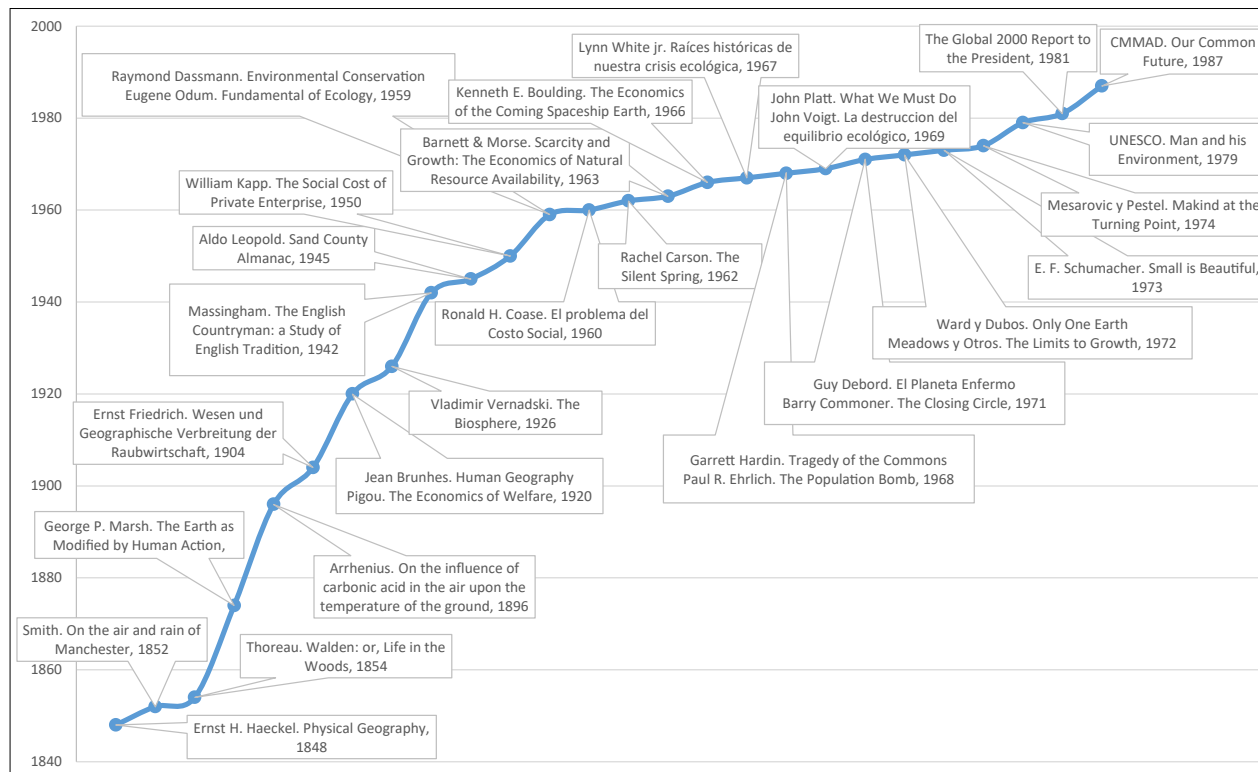 2000
1980
1960
1940
1920
1900
1880
1860
1840
Raymond Dassmann. Environmental Conservation
Eugene Odum. Fundamental of Ecology, 1959
Lynn White jr. Raíces históricas de
nuestra crisis ecológica, 1967
The Global 2000 Report to
the President, 1981
CMMAD. Our Common
Future, 1987
Kenneth E. Boulding. The Economics
of the Coming Spaceship Earth,
1966
John Platt. What We Must Do
John Voigt. La destruccion del
equilibrio ecológico, 1969
Barnett & Morse. Scarcity and
Growth: The Economics of Natural
Resource Availability, 1963
UNESCO. Man and his
Environment, 1979
William Kapp. The Social Cost of
Private Enterprise, 1950
Mesarovic y Pestel. Makind at the
Turning Point, 1974
Aldo Leopold. Sand County
Almanac, 1945
Rachel Carson. The
Silent Spring,
1962
E. F. Schumacher. Small is Beautiful,
1973
Massingham. The English
Countryman: a Study of
English Tradition, 1942
Ronald H. Coase. El problema del
Costo Social, 1960
Ward y Dubos. Only One Earth
Meadows y Otros. The Limits to Growth, 1972
Guy Debord. El Planeta Enfermo
Barry Commoner. The Closing Circle, 1971
Vladimir Vernadski. The
Biosphere, 1926
Ernst Friedrich. Wesen und
Geographische Verbreitung der
Raubwirtschaft, 1904
Garrett Hardin. Tragedy of the Commons
Paul R. Ehrlich. The Population Bomb, 1968
Jean Brunhes. Human Geography
Pigou. The Economics of Welfare, 1920
George P. Marsh. The Earth as
Modified by Human Action,
Arrhenius. On the influence of
carbonic acid in the air upon the
temperature of the ground, 1896
Smith. On the air and rain of
Manchester, 1852
Thoreau. Walden: or, Life in the
Woods, 1854
Ernst H. Haeckel. Physical Geography,
1848